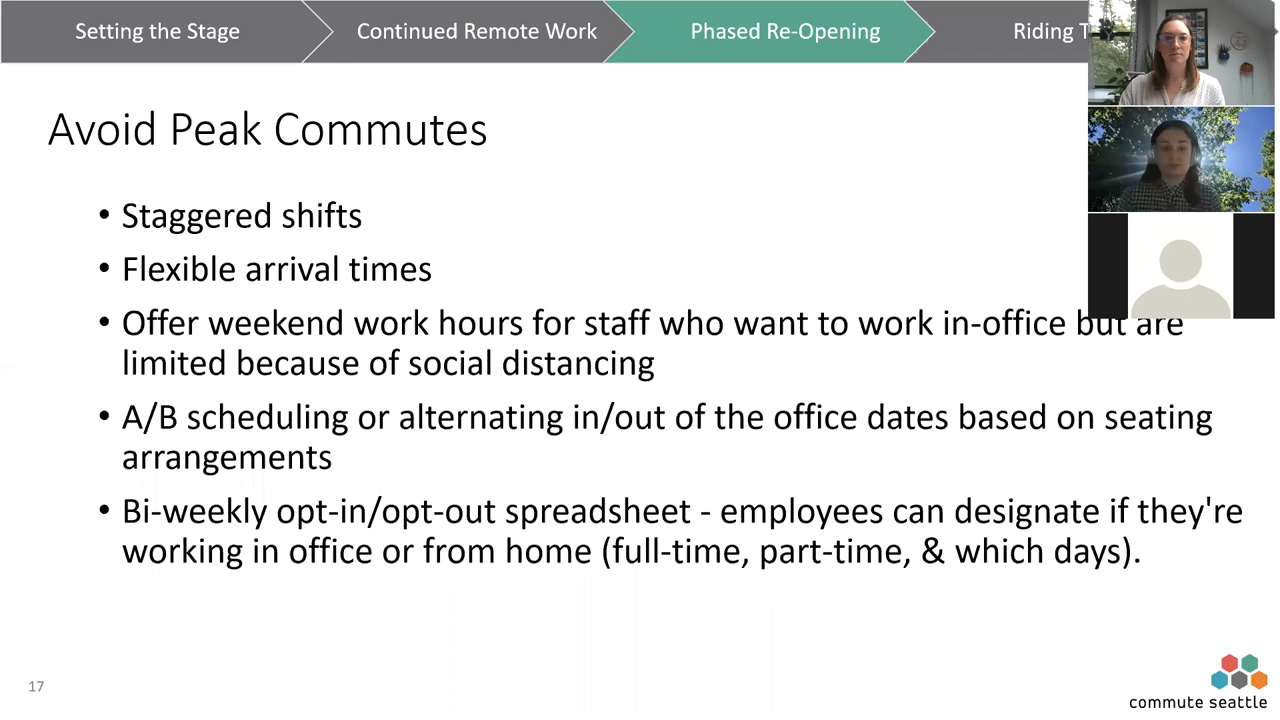 Setting the Stage
Continued Remote Work
Phased Re-Opening
Riding
Avoid Peak Commutes
• Staggered shifts
• Flexible arrival times
• Offer weekend work hours for staff who want to work in-office but are
limited because of social distancing
• A/B scheduling or alternating in/out of the office dates based on seating
arrangements
• Bi-weekly opt-in/opt-out spreadsheet - employees can designate if they're
working in office or from home (full-time, part-time, & which days).
17
commute seattle